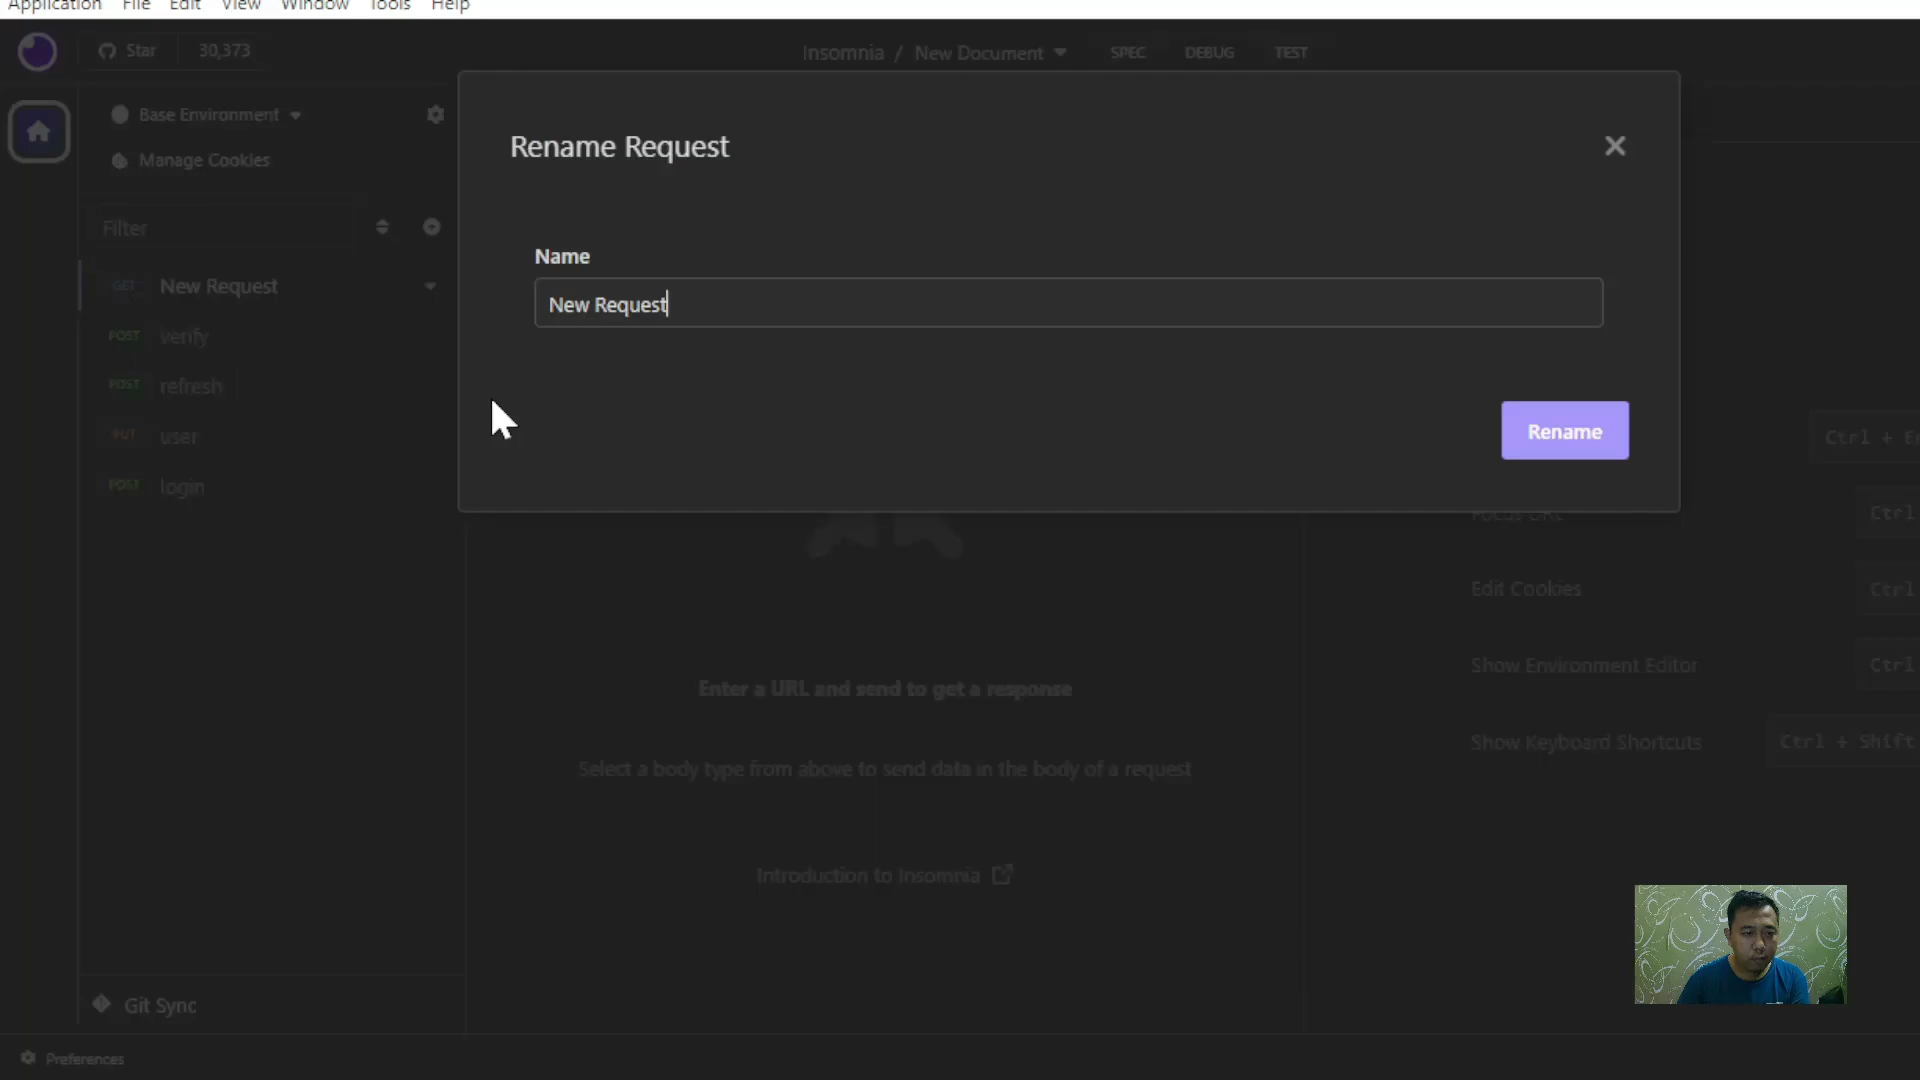 Application File Edit View Window Tools Help
Star 30,373
Insomnia / New Document SPEC DEBUG TEST
Base Environment
Manage Cookies
Filter
GET New Request
POST verify
POST refresh
PUT user
POST login
Git Sync
Preferences
Rename Request
Name
New Request
Rename
Enter a URL and send to get a response
Select a body type from above to send data in the body of a request
Introduction to Insomnia
Ctrl +
Focus URL Ctrl
Edit Cookies Ctrl
Show Environment Editor Ctrl
Show Keyboard Shortcuts Ctrl + Shift